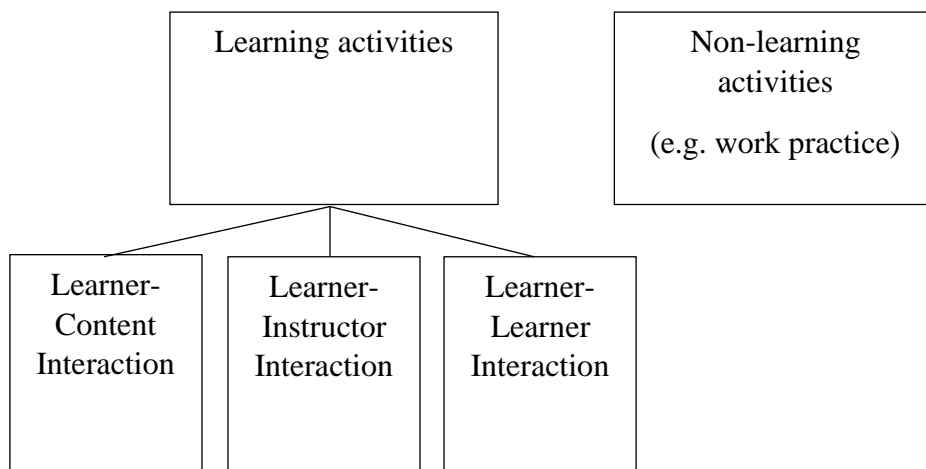 Learning activities
Non-learning
activities
(e.g. work practice)
Learner-
Content
Interaction
Learner-
Instructor
Interaction
Learner-
Learner
Interaction